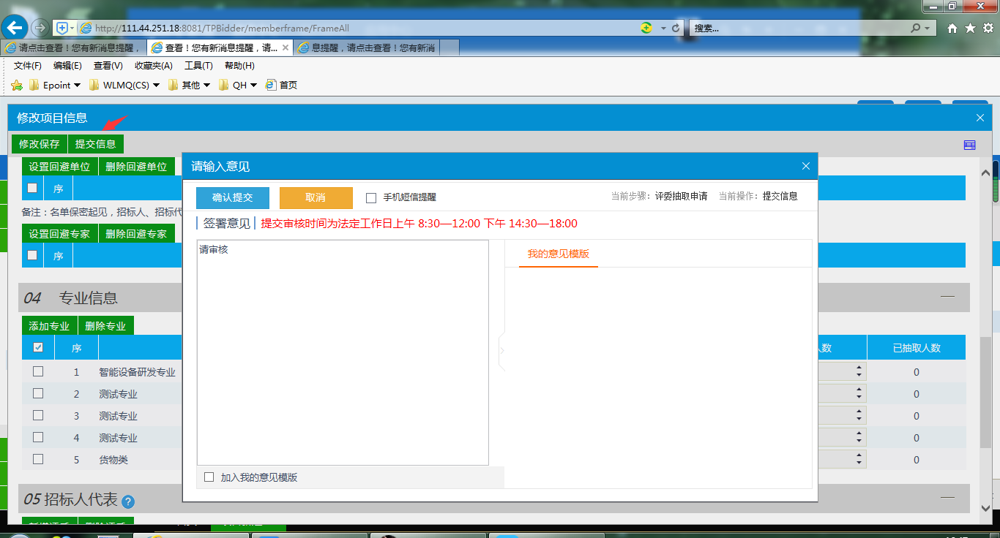 http://111.44.251.18:8081/TPBidder/memberframe/FrameAll
搜索...
请点击查看！您有新消息提醒，
查看！您有新消息提醒，请...
息提醒，请点击查看！您有新消
文件(F) 编辑(E) 查看(V) 收藏夹(A) 工具(T) 帮助(H)
Epoint WLMQ(CS) 其他 QH 首页
修改项目信息
修改保存 提交信息
设置回避单位 删除回避单位
序
备注：名单保密起见，招标人、招标代
设置回避专家 删除回避专家
序
04 专业信息
添加专业 删除专业
序 人数 已抽取人数
1 智能设备研发专业 0
2 测试专业 0
3 测试专业 0
4 测试专业 0
5 货物类 0
05 招标人代表 ?
请输入意见
确认提交 取消 手机短信提醒 当前步骤：评委抽取申请 当前操作：提交信息
签署意见 提交审核时间为法定工作日上午 8:30—12:00 下午 14:30—18:00
请审核
我的意见模版
加入我的意见模版